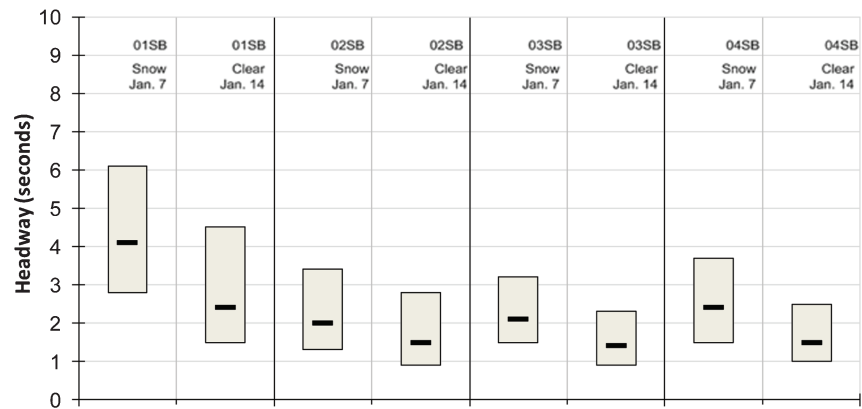 Headway (seconds)
10
9
8
7
6
5
4
3
2
1
0
01SB
Snow
Jan. 7
01SB
Clear
Jan. 14
02SB
Snow
Jan. 7
02SB
Clear
Jan. 14
03SB
Snow
Jan. 7
03SB
Clear
Jan. 14
04SB
Snow
Jan. 7
04SB
Clear
Jan. 14